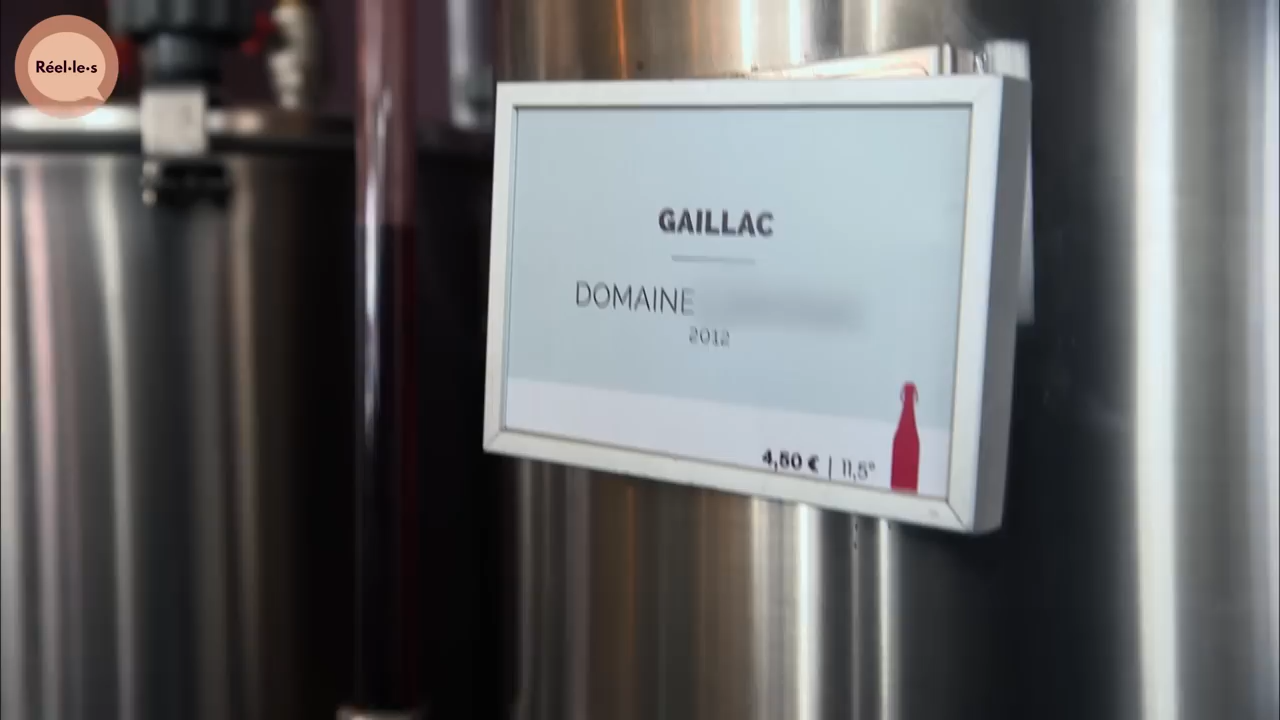 Réel·le·s
GAILLAC
DOMAINE
2012
4,50 € | 11,5°